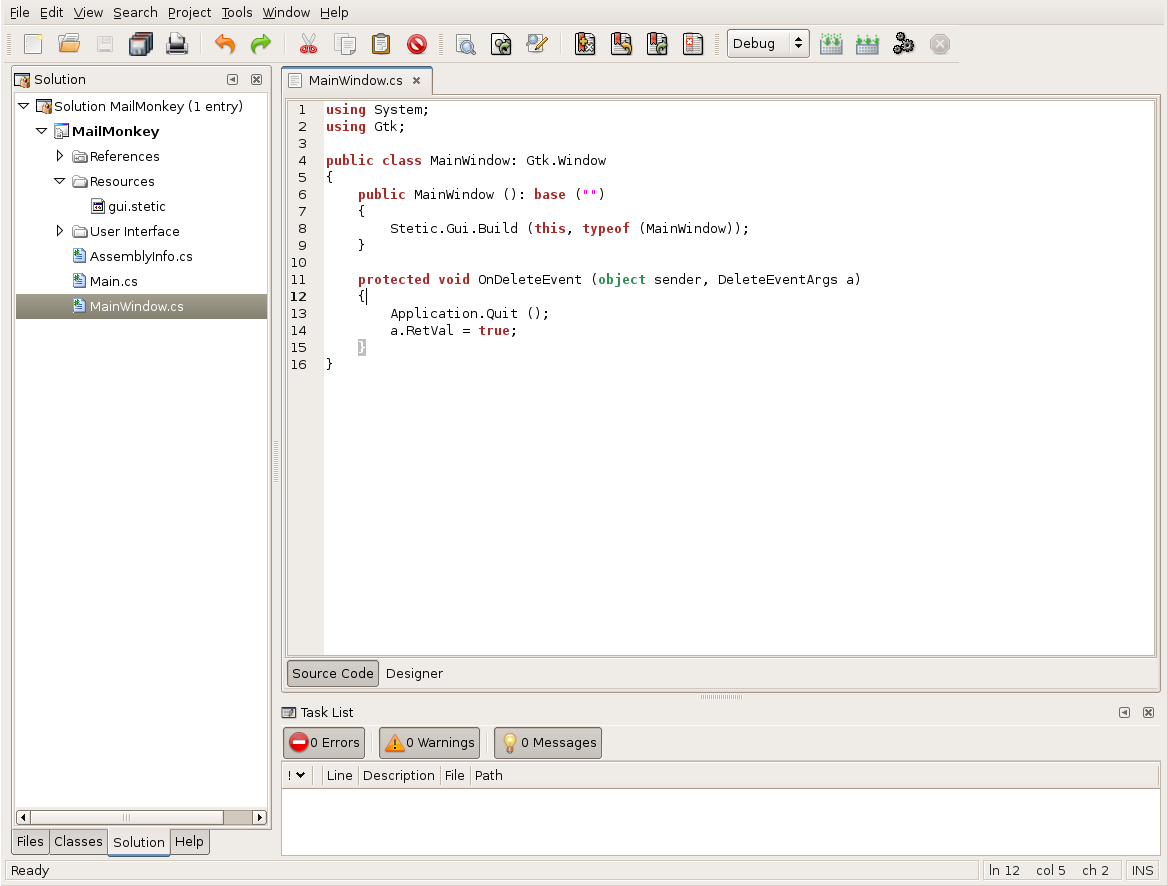 File Edit View Search Project Tools Window Help
Debug
Solution
Solution MailMonkey (1 entry)
MailMonkey
References
Resources
gui.stetic
User Interface
AssemblyInfo.cs
Main.cs
MainWindow.cs
Files Classes Solution Help
MainWindow.cs
1 using System;
2 using Gtk;
3
4 public class MainWindow: Gtk.Window
5 {
6 public MainWindow (): base ("")
7 {
8 Stetic.Gui.Build (this, typeof (MainWindow));
9 }
10
11 protected void OnDeleteEvent (object sender, DeleteEventArgs a)
12 {
13 Application.Quit ();
14 a.RetVal = true;
15 }
16 }
Source Code Designer
Task List
0 Errors 0 Warnings 0 Messages
! Line Description File Path
Ready ln 12 col 5 ch 2 INS